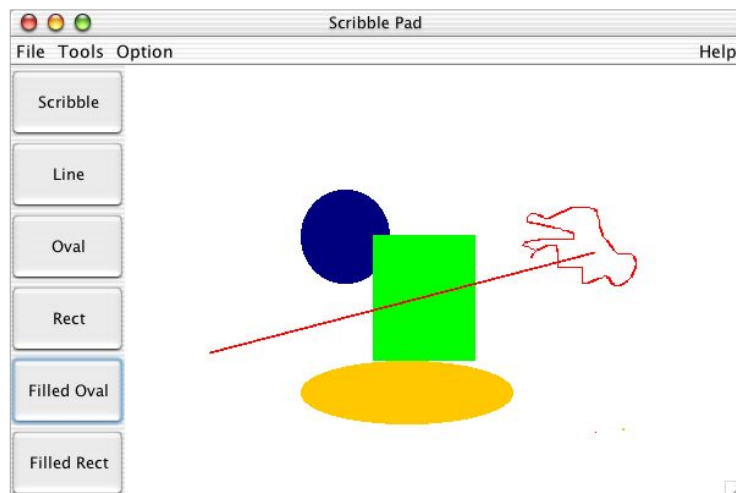 Scribble Pad
File Tools Option Help
Scribble
Line
Oval
Rect
Filled Oval
Filled Rect